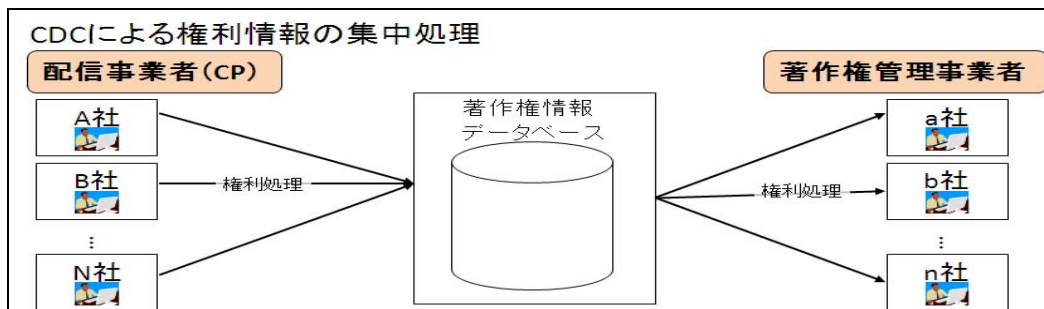 CDCによる権利情報の集中処理
配信事業者(CP)
著作権管理事業者
A社
B社
⋮
N社
権利処理
著作権情報
データベース
権利処理
a社
b社
⋮
n社